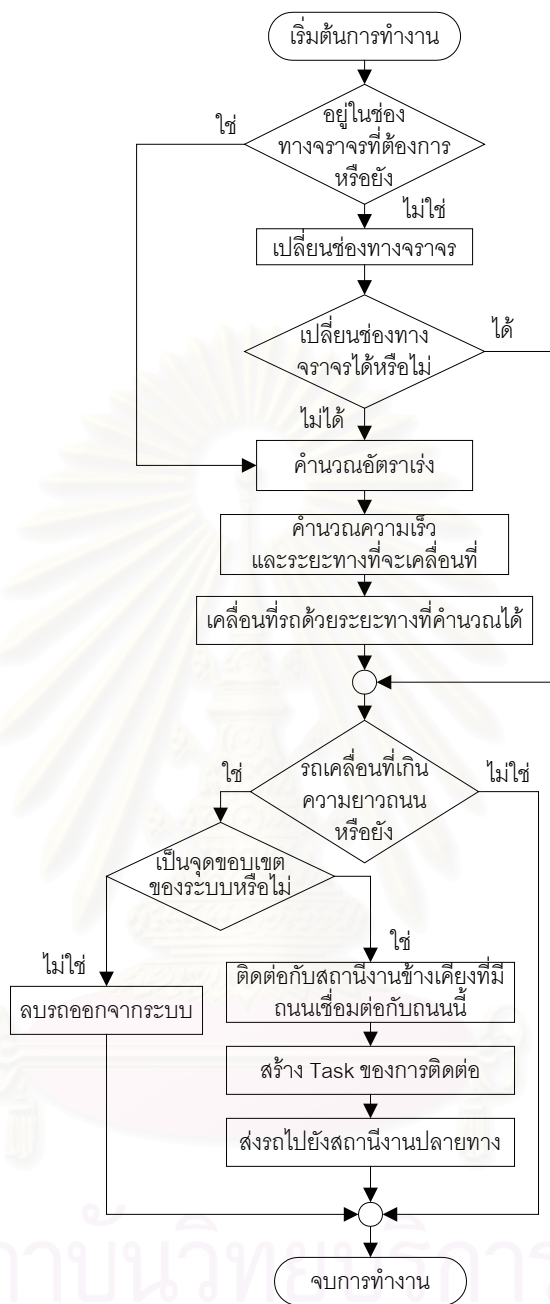 เริ่มต้นการทำงาน
อยู่ในช่อง
ทางจราจรที่ต้องการ
หรือยัง
ใช่
ไม่ใช่
เปลี่ยนช่องทางจราจร
เปลี่ยนช่องทาง
จราจรได้หรือไม่
ได้
ไม่ได้
คำนวณอัตราเร่ง
คำนวณความเร็ว
และระยะทางที่จะเคลื่อนที่
เคลื่อนที่รถด้วยระยะทางที่คำนวณได้
รถเคลื่อนที่เกิน
ความยาวถนน
หรือยัง
ใช่
ไม่ใช่
เป็นจุดขอบเขต
ของระบบหรือไม่
ไม่ใช่
ใช่
ลบรถออกจากระบบ
ติดต่อกับสถานีงานข้างเคียงที่มี
ถนนเชื่อมต่อกับถนนนี้
สร้าง Task ของการติดต่อ
ส่งรถไปยังสถานีงานปลายทาง
จบการทำงาน